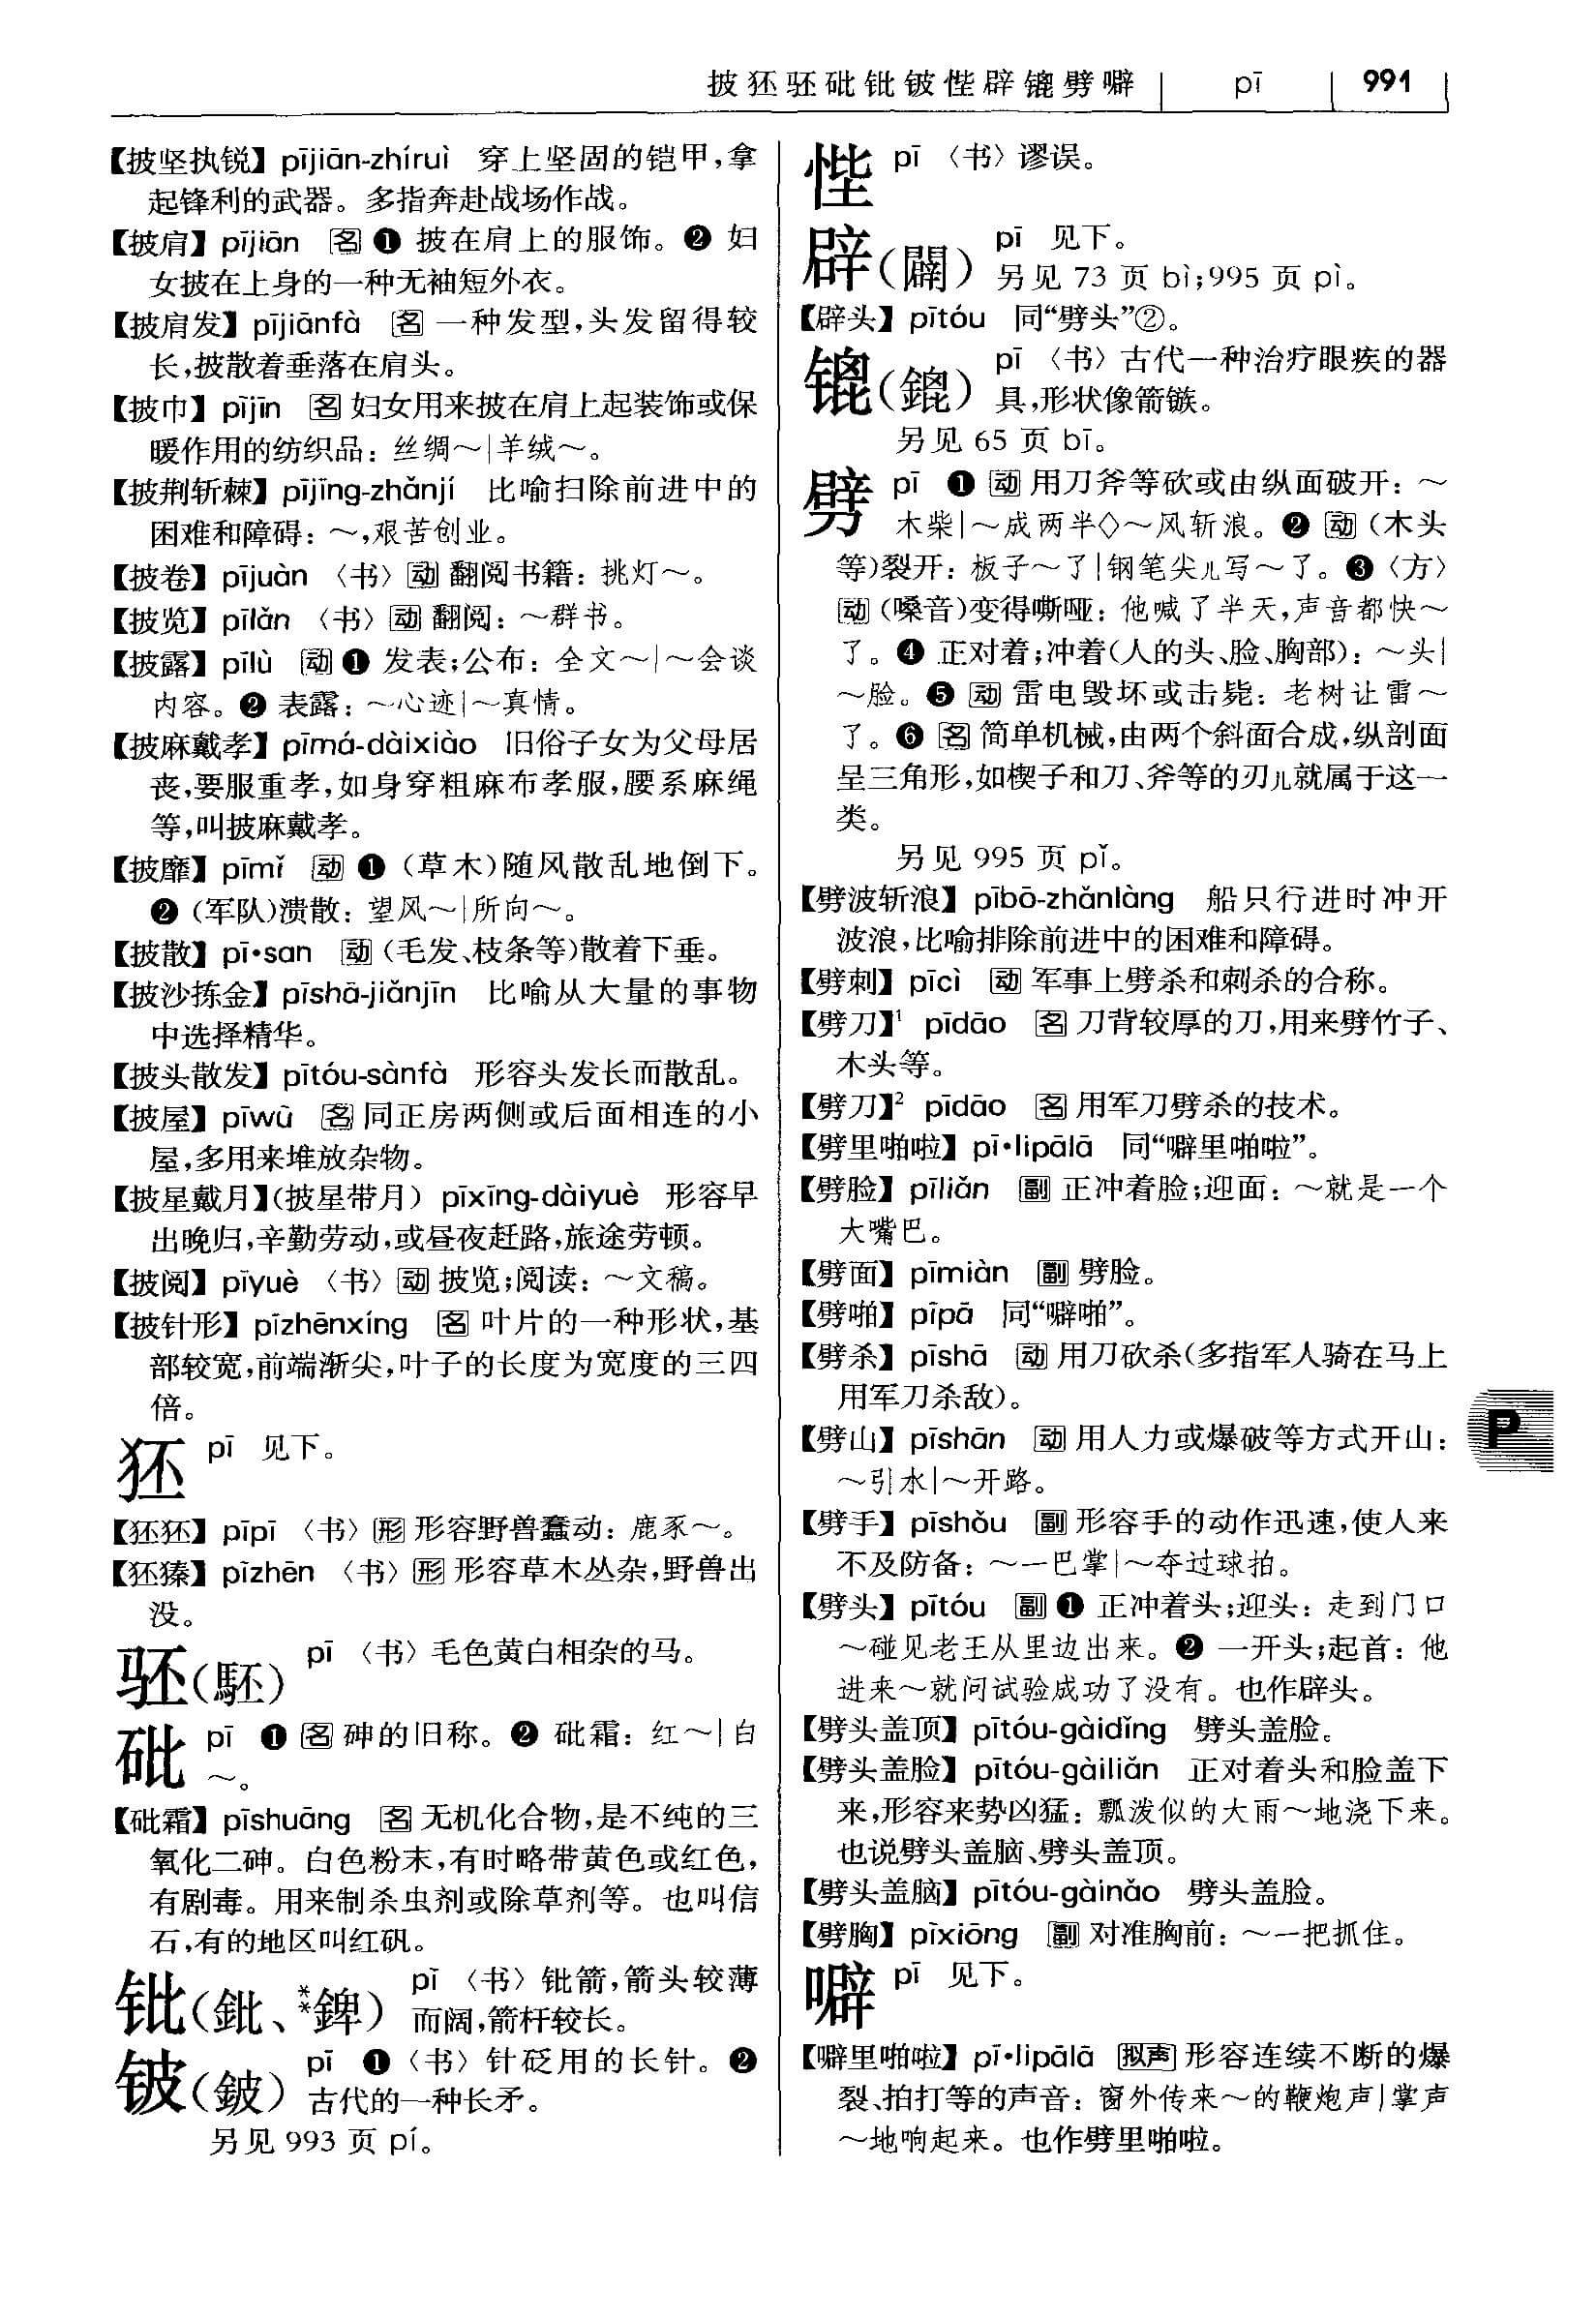 披狉駓砒鈚铍悂辟锟劈噼 pī 991
【披坚执锐】 pījiān-zhíruì 穿上坚固的铠甲,拿
起锋利的武器。多指奔赴战场作战。
【披肩】 pījiān 名 ❶ 披在肩上的服饰。❷ 妇
女披在上身的一种无袖短外衣。
【披肩发】 pījiānfà 名 一种发型,头发留得较
长,披散着垂落在肩头。
【披巾】 pījīn 名 妇女用来披在肩上起装饰或保
暖作用的纺织品:丝绸～|羊绒～。
【披荆斩棘】 pījīng-zhǎnjí 比喻扫除前进中的
困难和障碍:～,艰苦创业。
【披卷】 pījuàn 〈书〉 动 翻阅书籍:挑灯～。
【披览】 pīlǎn 〈书〉 动 翻阅:～群书。
【披露】 pīlù 动 ❶ 发表;公布:全文～|～会谈
内容。❷ 表露:～心迹|～真情。
【披麻戴孝】 pīmá-dàixiào 旧俗子女为父母居
丧,要服重孝,如身穿粗麻布孝服,腰系麻绳
等,叫披麻戴孝。
【披靡】 pīmǐ 动 ❶ (草木)随风散乱地倒下。
❷ (军队)溃散:望风～|所向～。
【披散】 pī•san 动 (毛发、枝条等)散着下垂。
【披沙拣金】 pīshā-jiǎnjīn 比喻从大量的事物
中选择精华。
【披头散发】 pītóu-sànfà 形容头发长而散乱。
【披屋】 pīwū 名 同正房两侧或后面相连的小
屋,多用来堆放杂物。
【披星戴月】(披星带月) pīxīng-dàiyuè 形容早
出晚归,辛勤劳动,或昼夜赶路,旅途劳顿。
【披阅】 pīyuè 〈书〉 动 披览;阅读:～文稿。
【披针形】 pīzhēnxíng 名 叶片的一种形状,基
部较宽,前端渐尖,叶子的长度为宽度的三四
倍。
狉 pī 见下。
【狉狉】 pīpī 〈书〉 形 形容野兽蠢动:鹿豕～。
【狉獉】 pīzhēn 〈书〉 形 形容草木丛杂,野兽出
没。
𬳵(駓) pī 〈书〉毛色黄白相杂的马。
砒 pī ❶ 名 砷的旧称。❷ 砒霜:红～|白
～。
【砒霜】 pīshuāng 名 无机化合物,是不纯的三
氧化二砷。白色粉末,有时略带黄色或红色,
有剧毒。用来制杀虫剂或除草剂等。也叫信
石,有的地区叫红矾。
𬬫(鈚、**錍) pī 〈书〉 𬬫箭,箭头较薄
而阔,箭杆较长。
铍(鈹) pī ❶〈书〉针砭用的长针。❷
古代的一种长矛。
另见 993 页 pí。
悂 pī 〈书〉谬误。
辟(闢) pī 见下。
另见 73 页 bì;995 页 pì。
【辟头】 pītóu 同“劈头”②。
𨱍(鎞) pī 〈书〉古代一种治疗眼疾的器
具,形状像箭镞。
另见 65 页 bī。
劈 pī ❶ 动 用刀斧等砍或由纵面破开:～
木柴|～成两半◇～风斩浪。❷ 动 (木头
等)裂开:板子～了|钢笔尖儿写～了。❸〈方〉
动 (嗓音)变得嘶哑:他喊了半天,声音都快～
了。❹ 正对着;冲着(人的头、脸、胸部):～头|
～脸。❺ 动 雷电毁坏或击毙:老树让雷～
了。❻ 名 简单机械,由两个斜面合成,纵剖面
呈三角形,如楔子和刀、斧等的刃儿就属于这一
类。
另见 995 页 pǐ。
【劈波斩浪】 pībō-zhǎnlàng 船只行进时冲开
波浪,比喻排除前进中的困难和障碍。
【劈刺】 pīcì 动 军事上劈杀和刺杀的合称。
【劈刀】¹ pīdāo 名 刀背较厚的刀,用来劈竹子、
木头等。
【劈刀】² pīdāo 名 用军刀劈杀的技术。
【劈里啪啦】 pī•lipālā 同“噼里啪啦”。
【劈脸】 pīliǎn 副 正冲着脸;迎面:～就是一个
大嘴巴。
【劈面】 pīmiàn 副 劈脸。
【劈啪】 pīpā 同“噼啪”。
【劈杀】 pīshā 动 用刀砍杀(多指军人骑在马上
用军刀杀敌)。
【劈山】 pīshān 动 用人力或爆破等方式开山:
～引水|～开路。
【劈手】 pīshǒu 副 形容手的动作迅速,使人来
不及防备:～一巴掌|～夺过球拍。
【劈头】 pītóu 副 ❶ 正冲着头;迎头:走到门口
～碰见老王从里边出来。❷ 一开头;起首:他
进来～就问试验成功了没有。也作辟头。
【劈头盖顶】 pītóu-gàidǐng 劈头盖脸。
【劈头盖脸】 pītóu-gàiliǎn 正对着头和脸盖下
来,形容来势凶猛:瓢泼似的大雨～地浇下来。
也说劈头盖脑、劈头盖顶。
【劈头盖脑】 pītóu-gàinǎo 劈头盖脸。
【劈胸】 pīxiōng 副 对准胸前:～一把抓住。
噼 pī 见下。
【噼里啪啦】 pī•lipālā 拟声 形容连续不断的爆
裂、拍打等的声音:窗外传来～的鞭炮声|掌声
～地响起来。也作劈里啪啦。
P